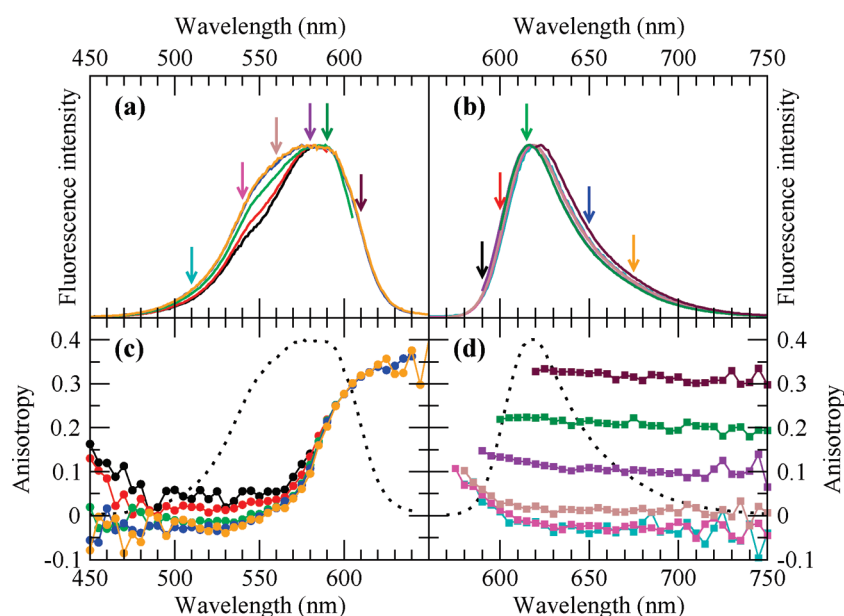 Wavelength (nm) Wavelength (nm)
450 500 550 600 600 650 700 750
Fluorescence intensity
(a)
(b)
Fluorescence intensity
Anisotropy
0.4
0.3
0.2
0.1
0
-0.1
(c)
(d)
0.4
0.3
0.2
0.1
0
-0.1
Anisotropy
450 500 550 600 600 650 700 750
Wavelength (nm) Wavelength (nm)